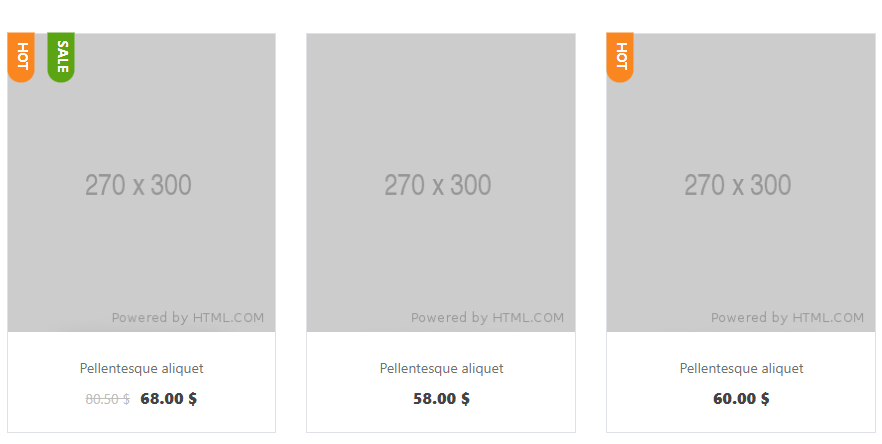 HOT
SALE
HOT
270 x 300
270 x 300
270 x 300
Powered by HTML.COM
Powered by HTML.COM
Powered by HTML.COM
Pellentesque aliquet
Pellentesque aliquet
Pellentesque aliquet
80.50 $ 68.00 $
58.00 $
60.00 $